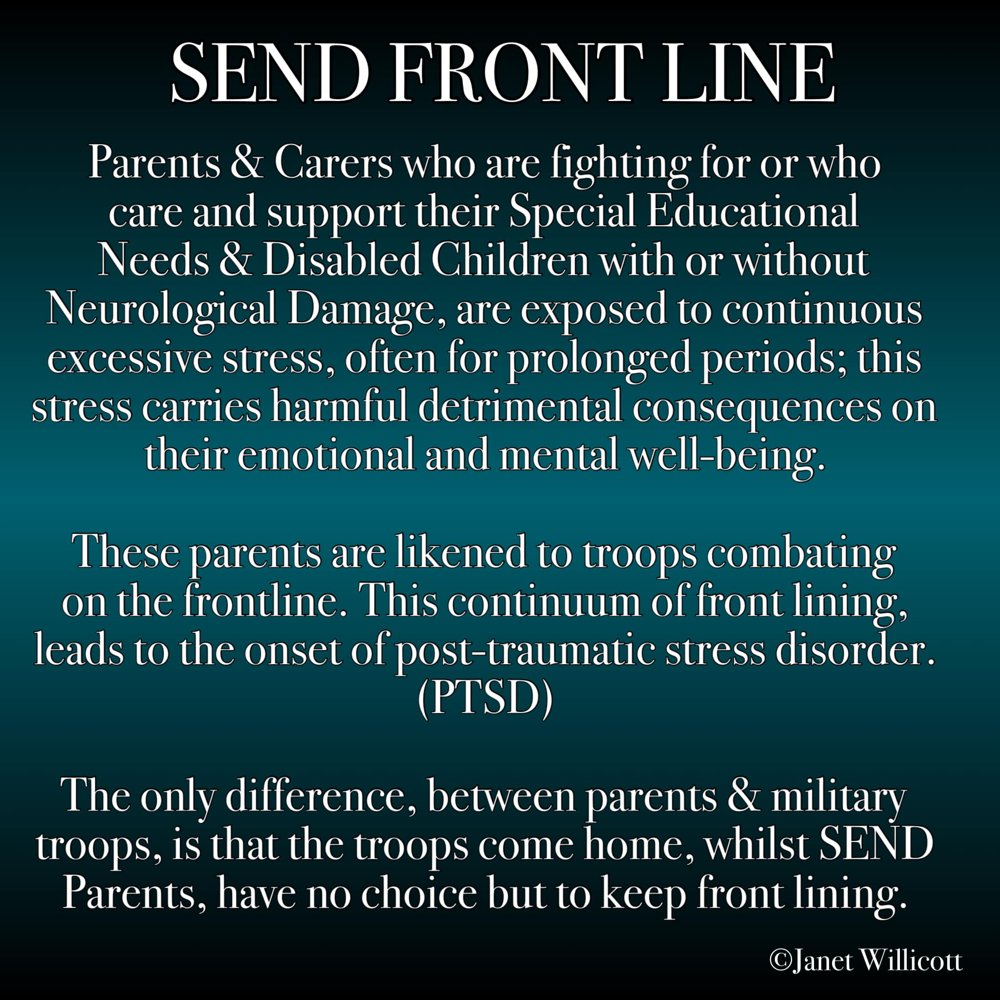 SEND FRONT LINE
Parents & Carers who are fighting for or who
care and support their Special Educational
Needs & Disabled Children with or without
Neurological Damage, are exposed to continuous
excessive stress, often for prolonged periods; this
stress carries harmful detrimental consequences on
their emotional and mental well-being.
These parents are likened to troops combating
on the frontline. This continuum of front lining,
leads to the onset of post-traumatic stress disorder.
(PTSD)
The only difference, between parents & military
troops, is that the troops come home, whilst SEND
Parents, have no choice but to keep front lining.
©Janet Willicott